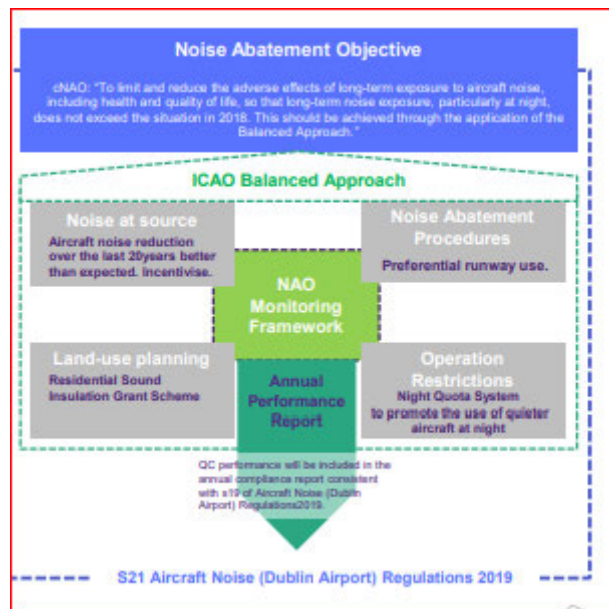 Noise Abatement Objective
cNAO: "To limit and reduce the adverse effects of long-term exposure to aircraft noise,
including health and quality of life, so that long-term noise exposure, particularly at night,
does not exceed the situation in 2018. This should be achieved through the application of the
Balanced Approach."
ICAO Balanced Approach
Noise at source
Aircraft noise reduction
over the last 20years better
than expected. Incentivise.
Noise Abatement
Procedures
Preferential runway use.
NAO
Monitoring
Framework
Land-use planning
Residential Sound
Insulation Grant Scheme
Annual
Performance
Report
Operation
Restrictions
Night Quota System
to promote the use of quieter
aircraft at night
QC performance will be included in the
annual compliance report consistent
with s19 of Aircraft Noise (Dublin
Airport) Regulations2019.
S21 Aircraft Noise (Dublin Airport) Regulations 2019